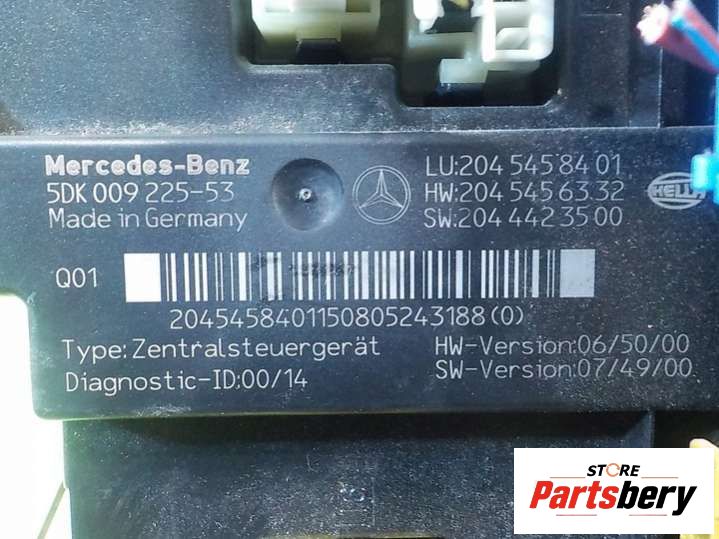 Mercedes-Benz
5DK 009 225-53
Made in Germany
LU:204 545 84 01
HW:204 545 63 32
SW:204 442 35 00
HELLA
Q01
2045458401150805243188(0)
Type:Zentralsteuergerät
Diagnostic-ID:00/14
HW-Version:06/50/00
SW-Version:07/49/00
STORE
Partsbery